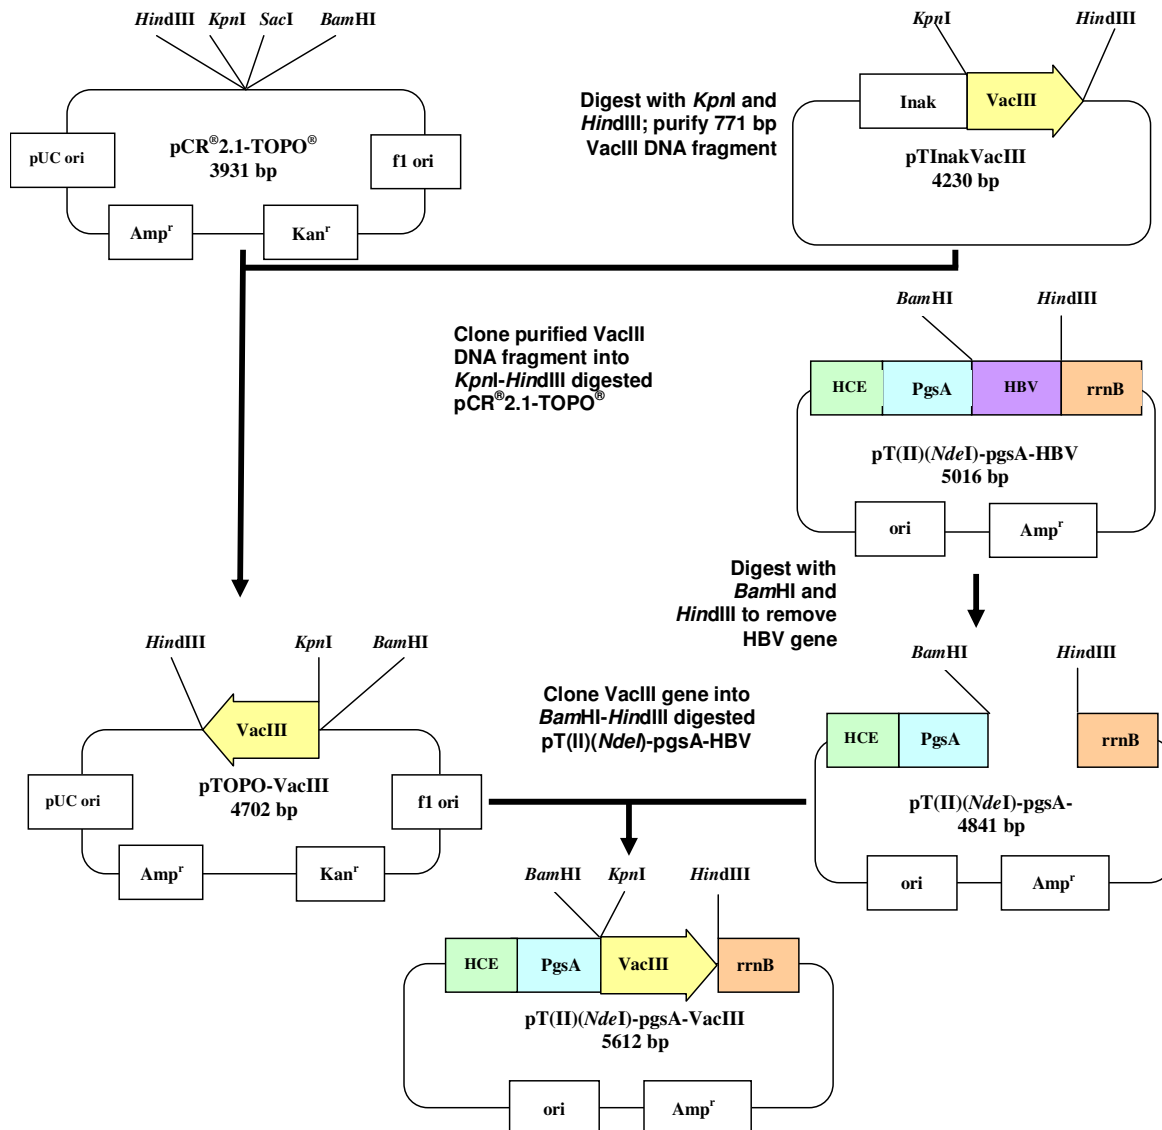 HindIII KpnI SacI BamHI
pCR®2.1-TOPO®
3931 bp
pUC ori
f1 ori
Ampʳ
Kanʳ
Digest with KpnI and
HindIII; purify 771 bp
VacIII DNA fragment
KpnI
HindIII
Inak
VacIII
pTInakVacIII
4230 bp
Clone purified VacIII
DNA fragment into
KpnI-HindIII digested
pCR®2.1-TOPO®
BamHI
HindIII
HCE
PgsA
HBV
rrnB
pT(II)(NdeI)-pgsA-HBV
5016 bp
ori
Ampʳ
Digest with
BamHI and
HindIII to remove
HBV gene
HindIII
KpnI
BamHI
VacIII
pTOPO-VacIII
4702 bp
pUC ori
f1 ori
Ampʳ
Kanʳ
Clone VacIII gene into
BamHI-HindIII digested
pT(II)(NdeI)-pgsA-HBV
BamHI
HindIII
HCE
PgsA
rrnB
pT(II)(NdeI)-pgsA-
4841 bp
ori
Ampʳ
BamHI
KpnI
HindIII
HCE
PgsA
VacIII
rrnB
pT(II)(NdeI)-pgsA-VacIII
5612 bp
ori
Ampʳ